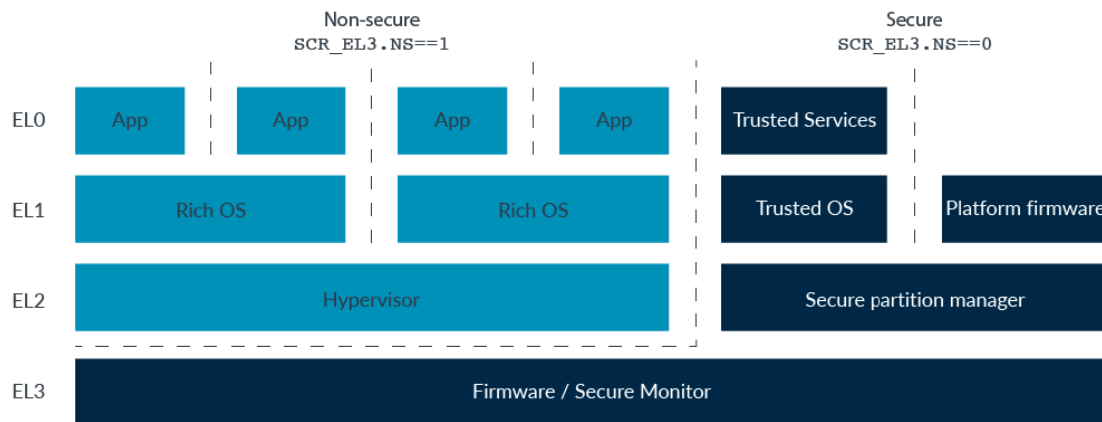 Non-secure
SCR_EL3.NS==1
Secure
SCR_EL3.NS==0
EL0
App
App
App
App
Trusted Services
EL1
Rich OS
Rich OS
Trusted OS
Platform firmware
EL2
Hypervisor
Secure partition manager
EL3
Firmware / Secure Monitor